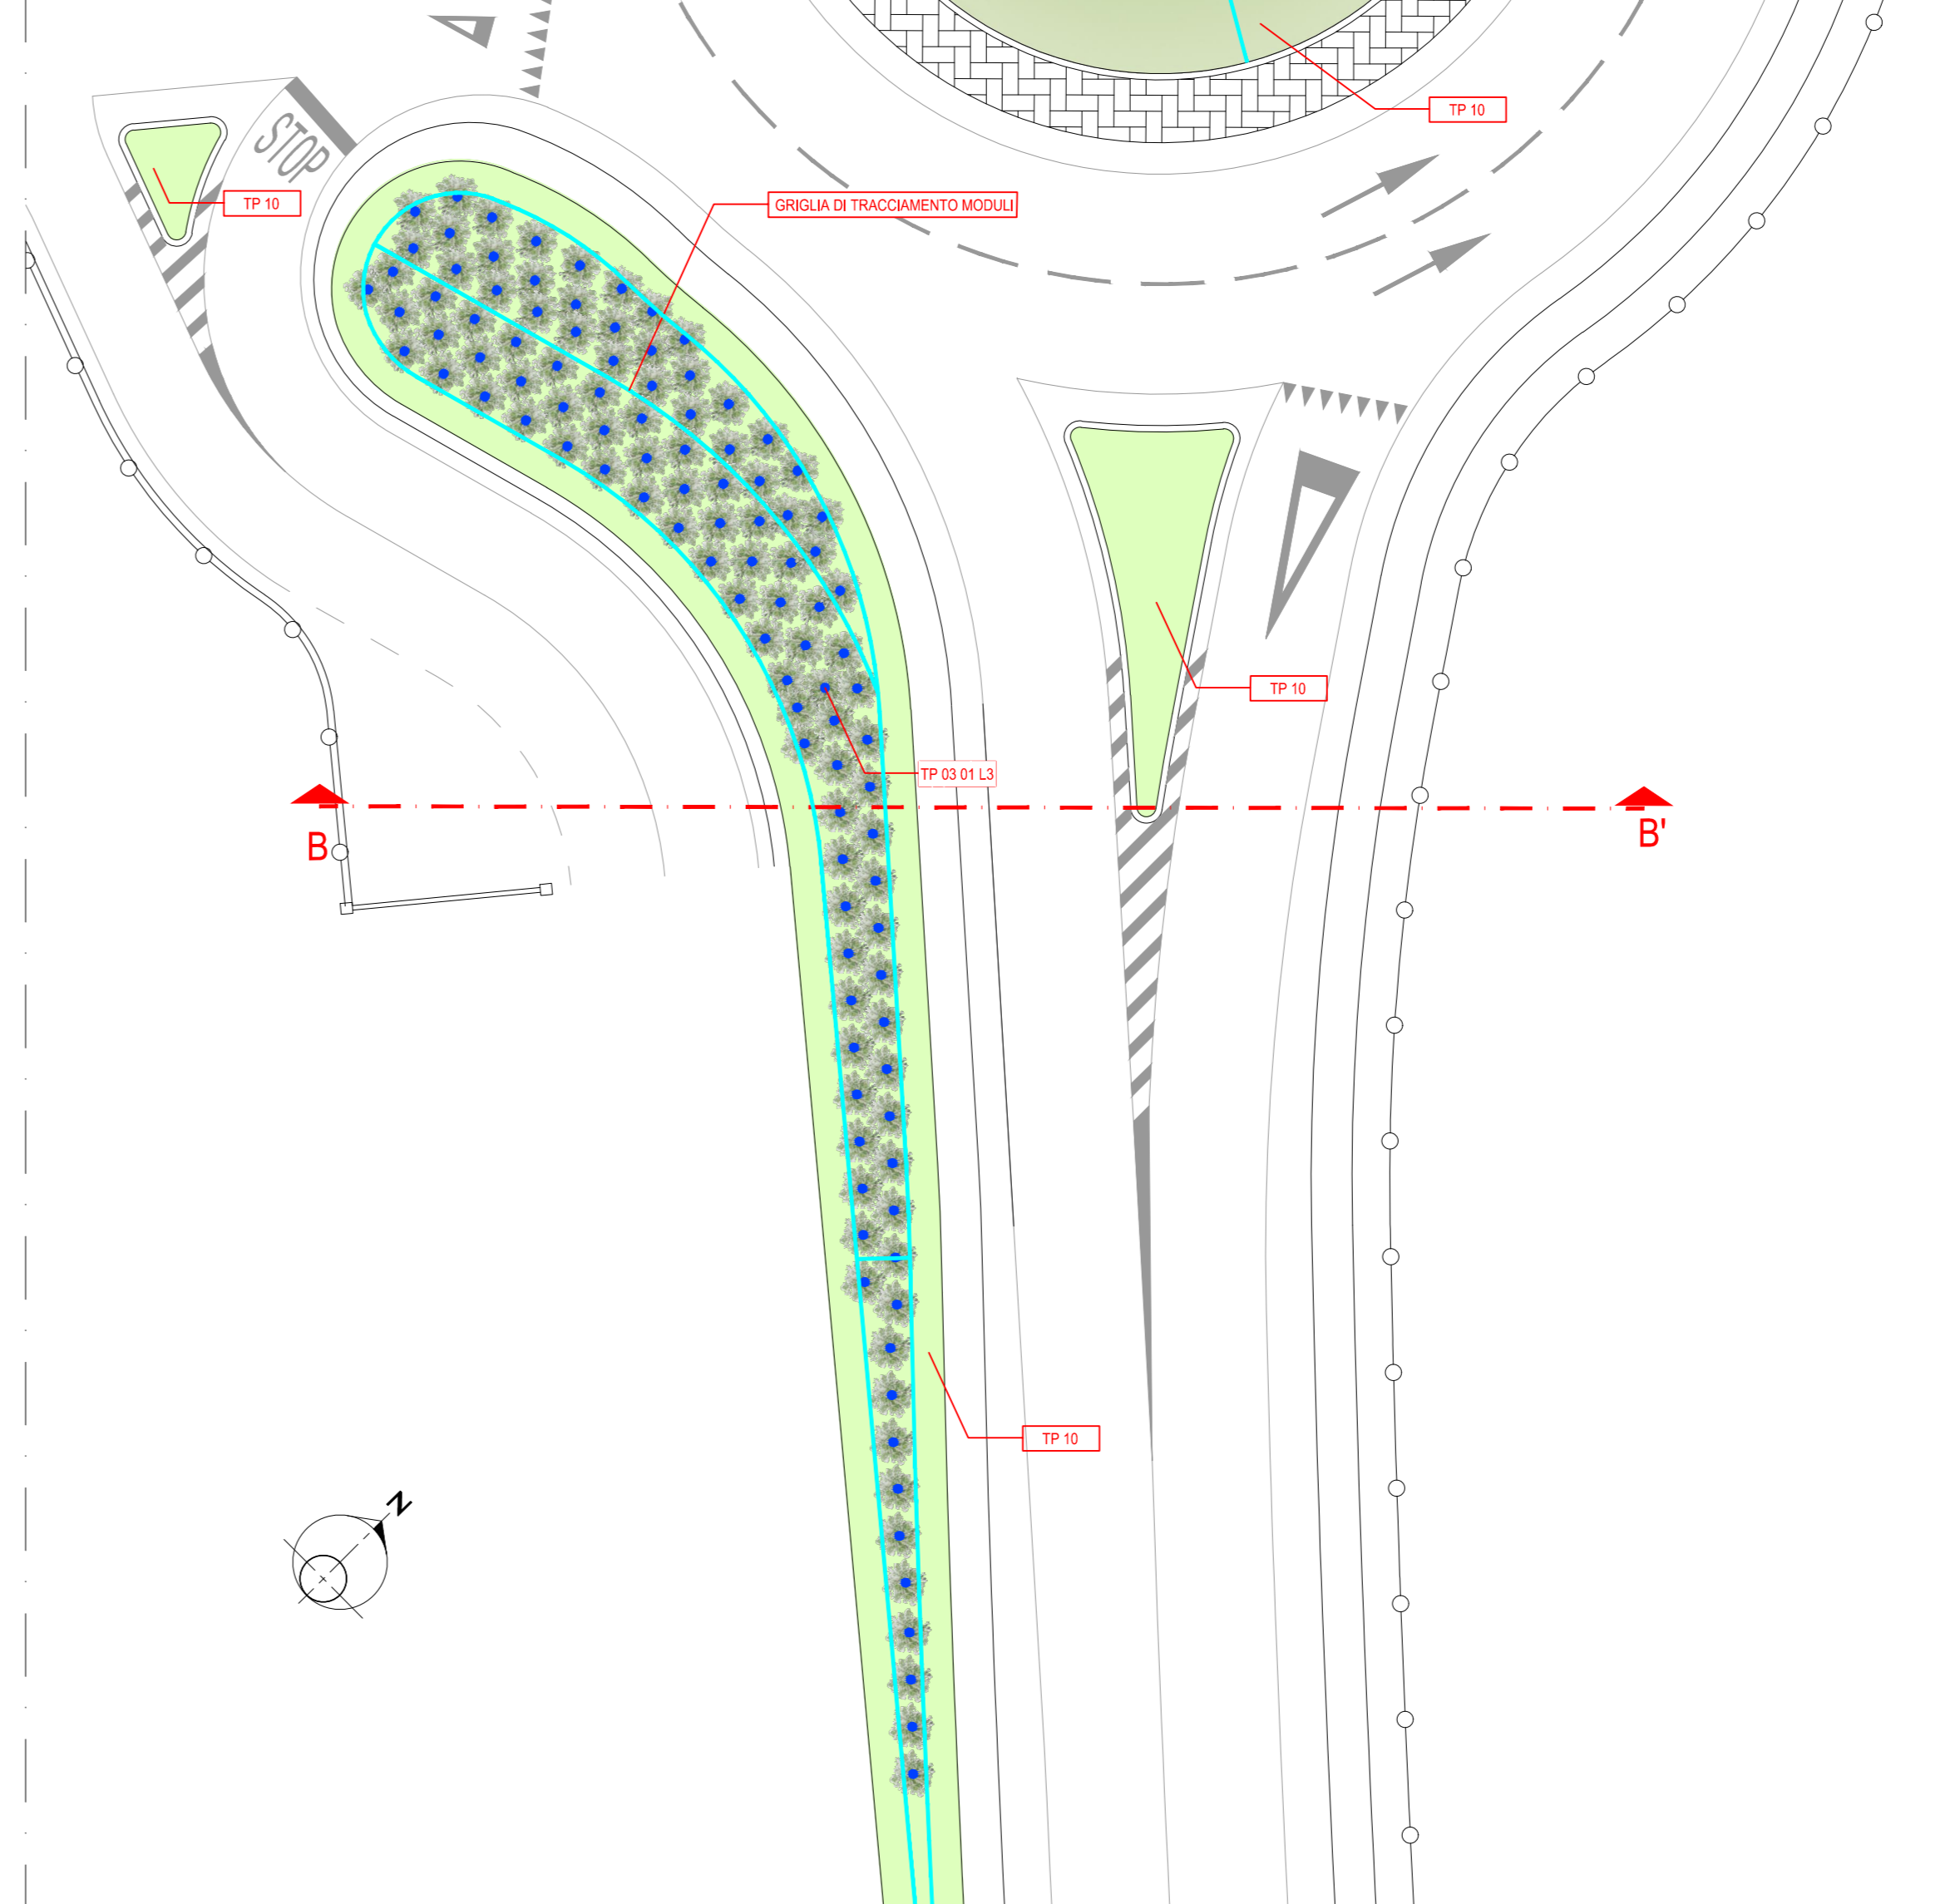 TP 10
STOP
TP 10
GRIGLIA DI TRACCIAMENTO MODULI
TP 10
TP 03 01 L3
B
B'
TP 10
N